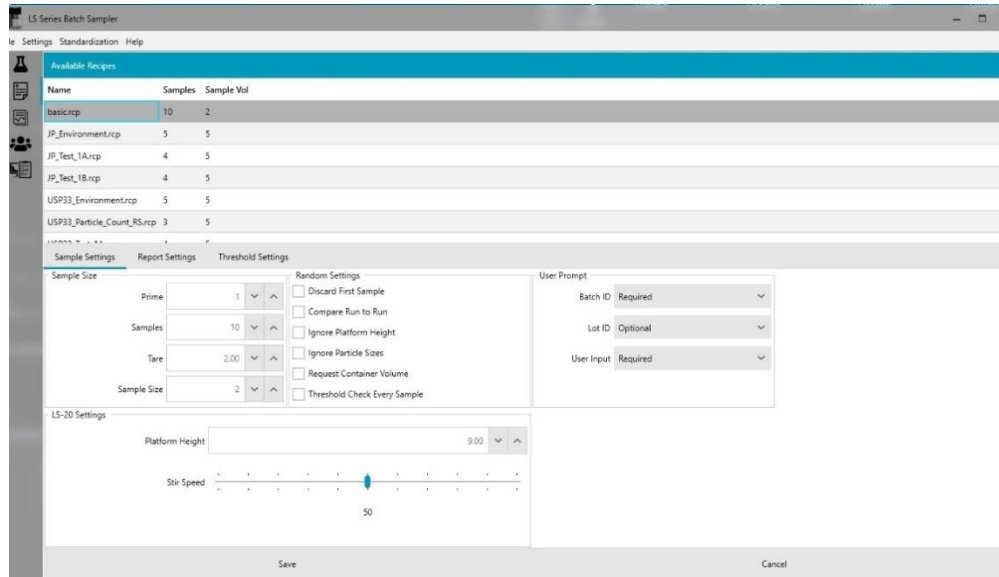 LS Series Batch Sampler
le Settings Standardization Help
Available Recipes
Name Samples Sample Vol
basic.rcp 10 2
JP_Environment.rcp 5 5
JP_Test_1A.rcp 4 5
JP_Test_1B.rcp 4 5
USP33_Environment.rcp 5 5
USP33_Particle_Count_RS.rcp 3 5
Sample Settings Report Settings Threshold Settings
Sample Size
Prime 1
Samples 10
Tare 2.00
Sample Size 2
Random Settings
Discard First Sample
Compare Run to Run
Ignore Platform Height
Ignore Particle Sizes
Request Container Volume
Threshold Check Every Sample
User Prompt
Batch ID Required
Lot ID Optional
User Input Required
LS-20 Settings
Platform Height 9.00
Stir Speed
50
Save Cancel